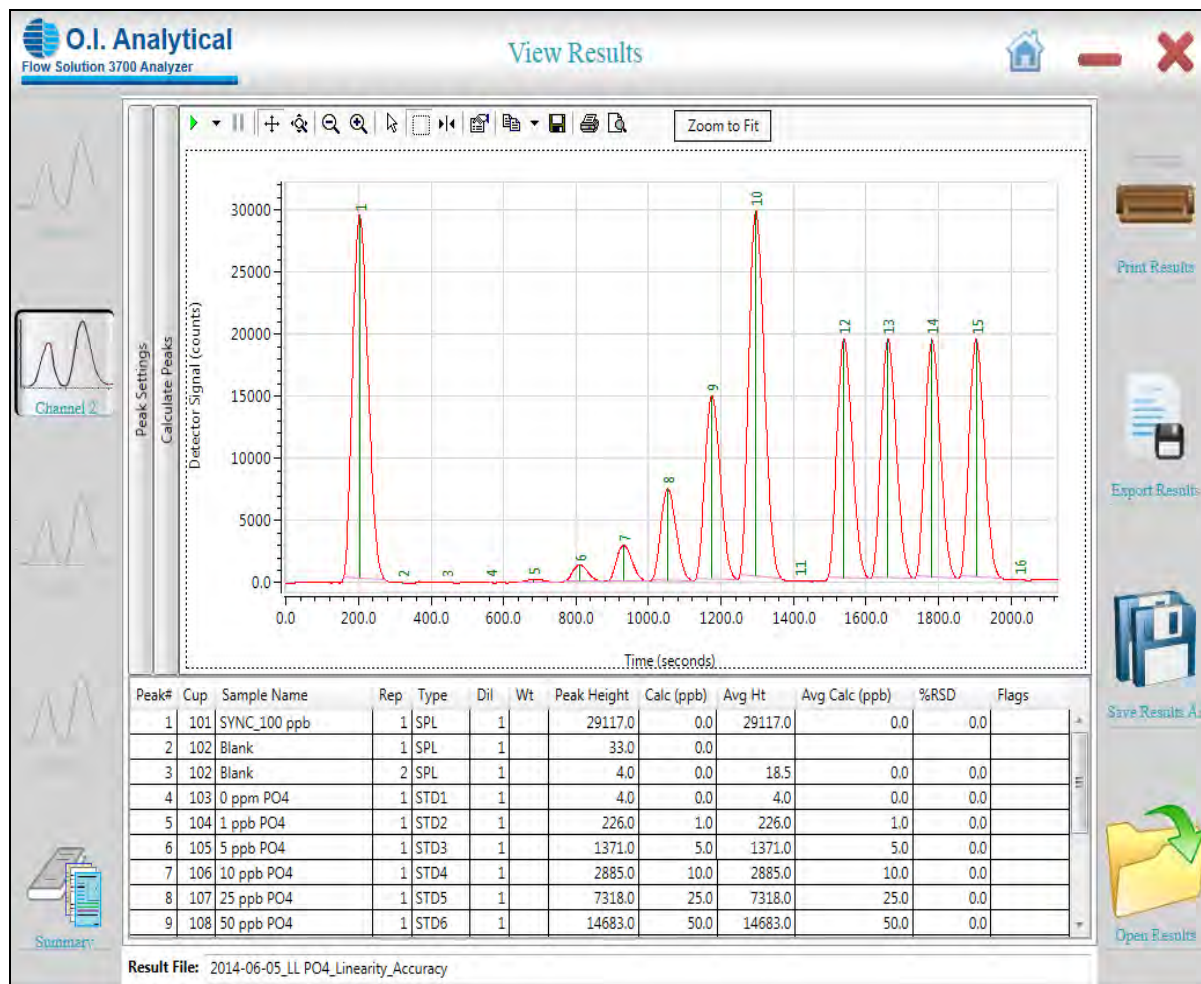 O.I. Analytical
Flow Solution 3700 Analyzer
View Results
Zoom to Fit
Peak Settings
Calculate Peaks
Detector Signal (counts)
30000
25000
20000
15000
10000
5000
0.0
1 2 3 4 5 6 7 8 9 10 11 12 13 14 15 16
0.0 200.0 400.0 600.0 800.0 1000.0 1200.0 1400.0 1600.0 1800.0 2000.0
Time (seconds)
Channel 2
Summary
Print Results
Export Results
Save Results A
Open Results
Peak# Cup Sample Name Rep Type Dil Wt Peak Height Calc (ppb) Avg Ht Avg Calc (ppb) %RSD Flags
1 101 SYNC_100 ppb 1 SPL 1 29117.0 0.0 29117.0 0.0 0.0
2 102 Blank 1 SPL 1 33.0 0.0
3 102 Blank 2 SPL 1 4.0 0.0 18.5 0.0 0.0
4 103 0 ppm PO4 1 STD1 1 4.0 0.0 4.0 0.0 0.0
5 104 1 ppb PO4 1 STD2 1 226.0 1.0 226.0 1.0 0.0
6 105 5 ppb PO4 1 STD3 1 1371.0 5.0 1371.0 5.0 0.0
7 106 10 ppb PO4 1 STD4 1 2885.0 10.0 2885.0 10.0 0.0
8 107 25 ppb PO4 1 STD5 1 7318.0 25.0 7318.0 25.0 0.0
9 108 50 ppb PO4 1 STD6 1 14683.0 50.0 14683.0 50.0 0.0
Result File: 2014-06-05_LL PO4_Linearity_Accuracy